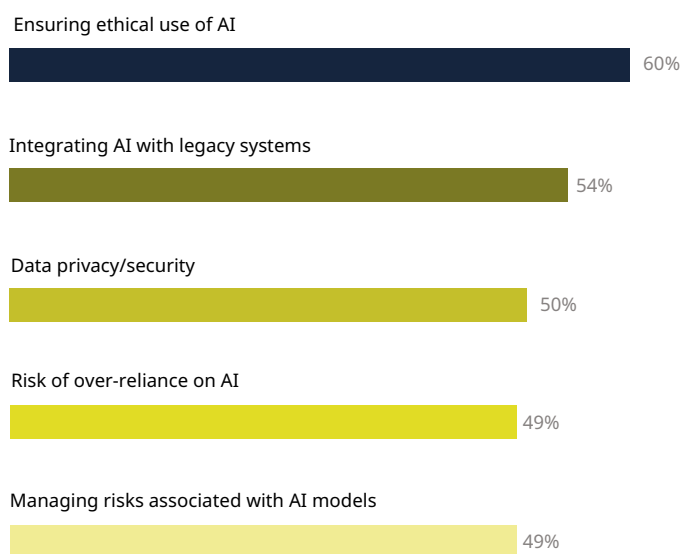 Ensuring ethical use of AI
60%
Integrating AI with legacy systems
54%
Data privacy/security
50%
Risk of over-reliance on AI
49%
Managing risks associated with AI models
49%